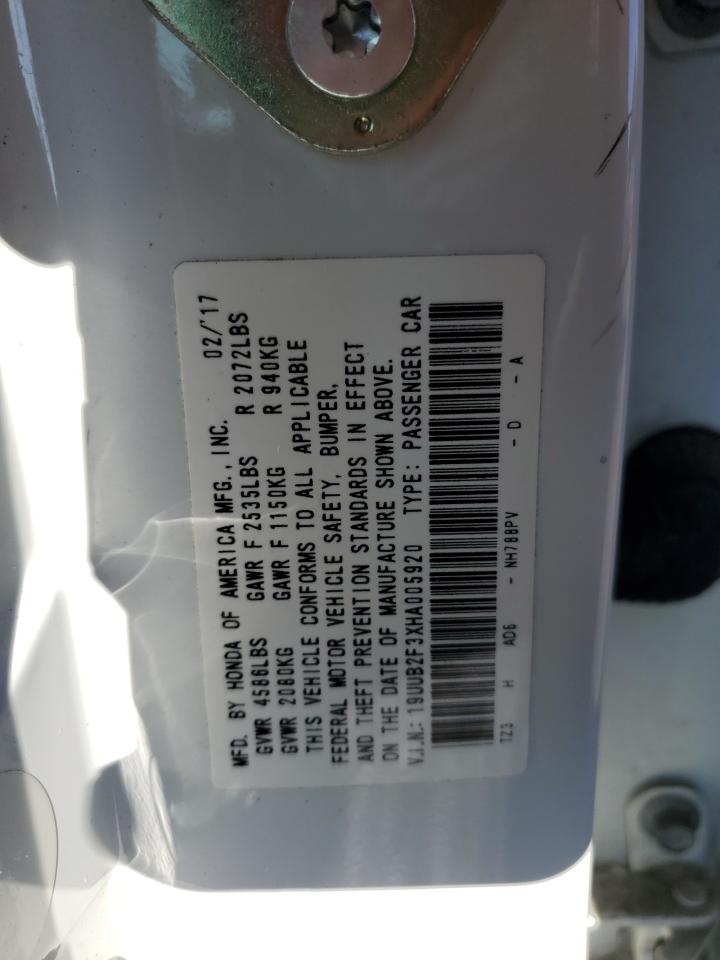 MFD. BY HONDA OF AMERICA MFG., INC. 02/'17
GVWR 4586LBS GAWR F 2535LBS R 2072LBS
GVWR 2080KG GAWR F 1150KG R 940KG
THIS VEHICLE CONFORMS TO ALL APPLICABLE
FEDERAL MOTOR VEHICLE SAFETY, BUMPER,
AND THEFT PREVENTION STANDARDS IN EFFECT
ON THE DATE OF MANUFACTURE SHOWN ABOVE.
V.I.N.: 19UUB2F3XHA005920 TYPE: PASSENGER CAR
TZ3 H AD6 - NH788PV - D - A